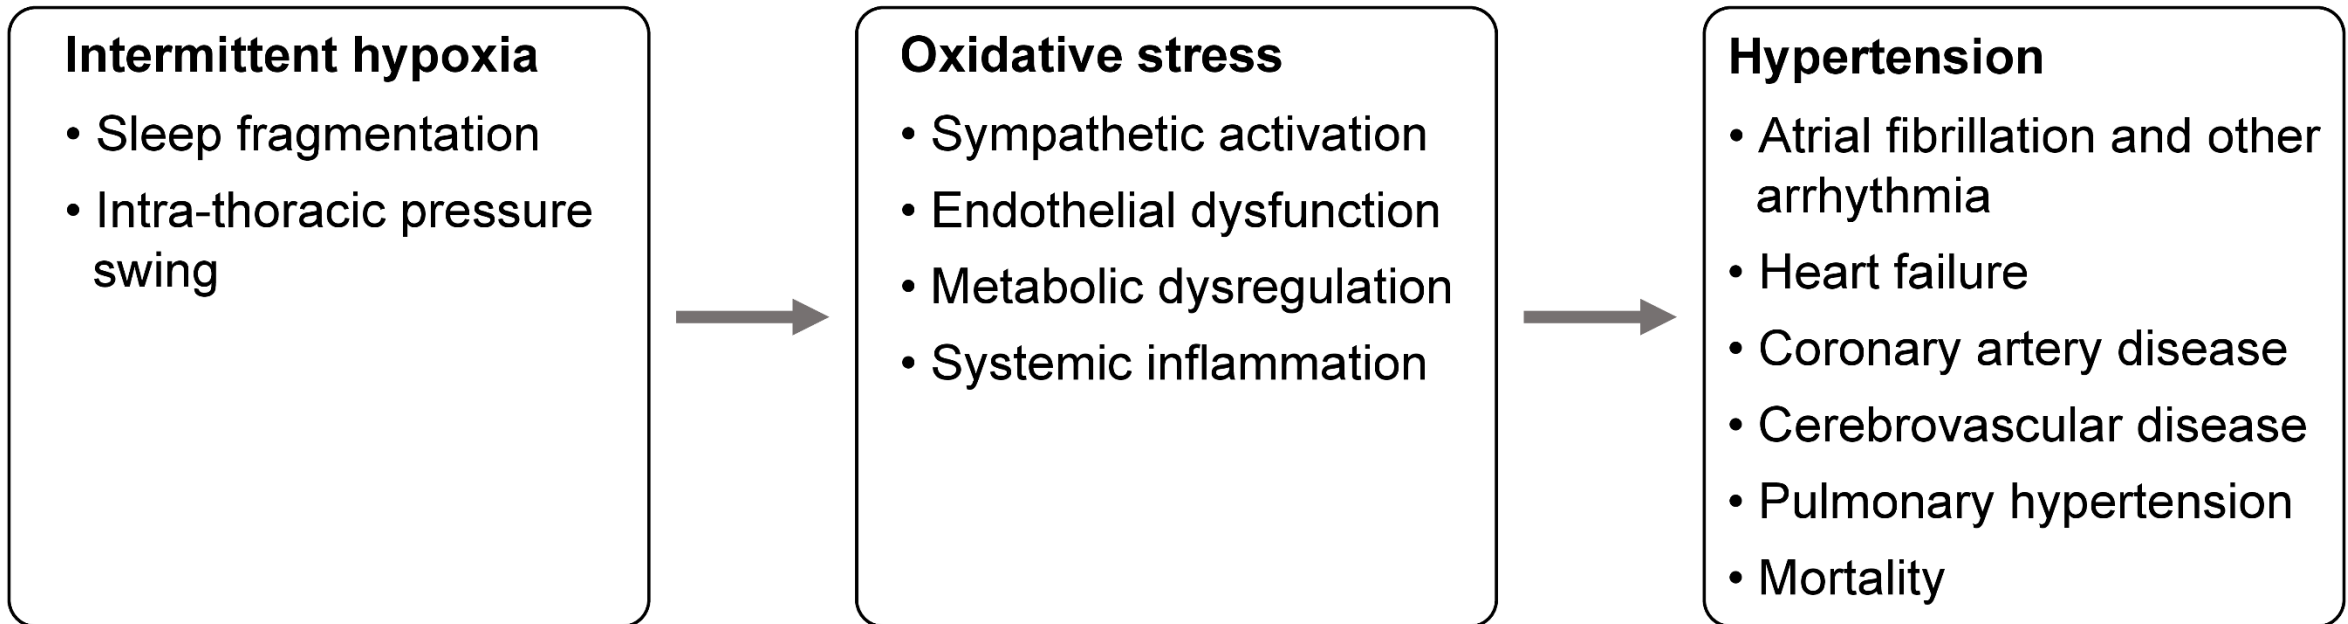 Intermittent hypoxia
• Sleep fragmentation
• Intra-thoracic pressure
swing
Oxidative stress
• Sympathetic activation
• Endothelial dysfunction
• Metabolic dysregulation
• Systemic inflammation
Hypertension
• Atrial fibrillation and other
arrhythmia
• Heart failure
• Coronary artery disease
• Cerebrovascular disease
• Pulmonary hypertension
• Mortality